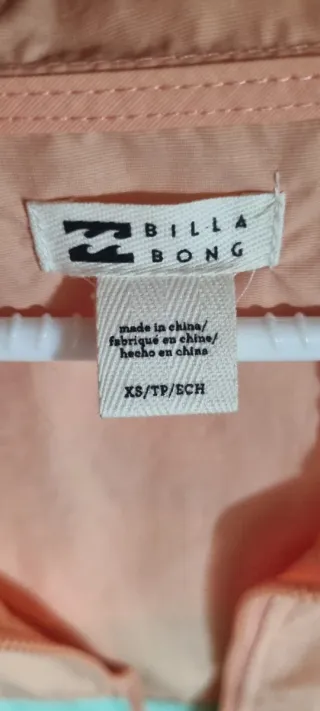 BILLA
BONG
made in china/
fabriqué en chine/
hecho en china
XS/TP/ECH